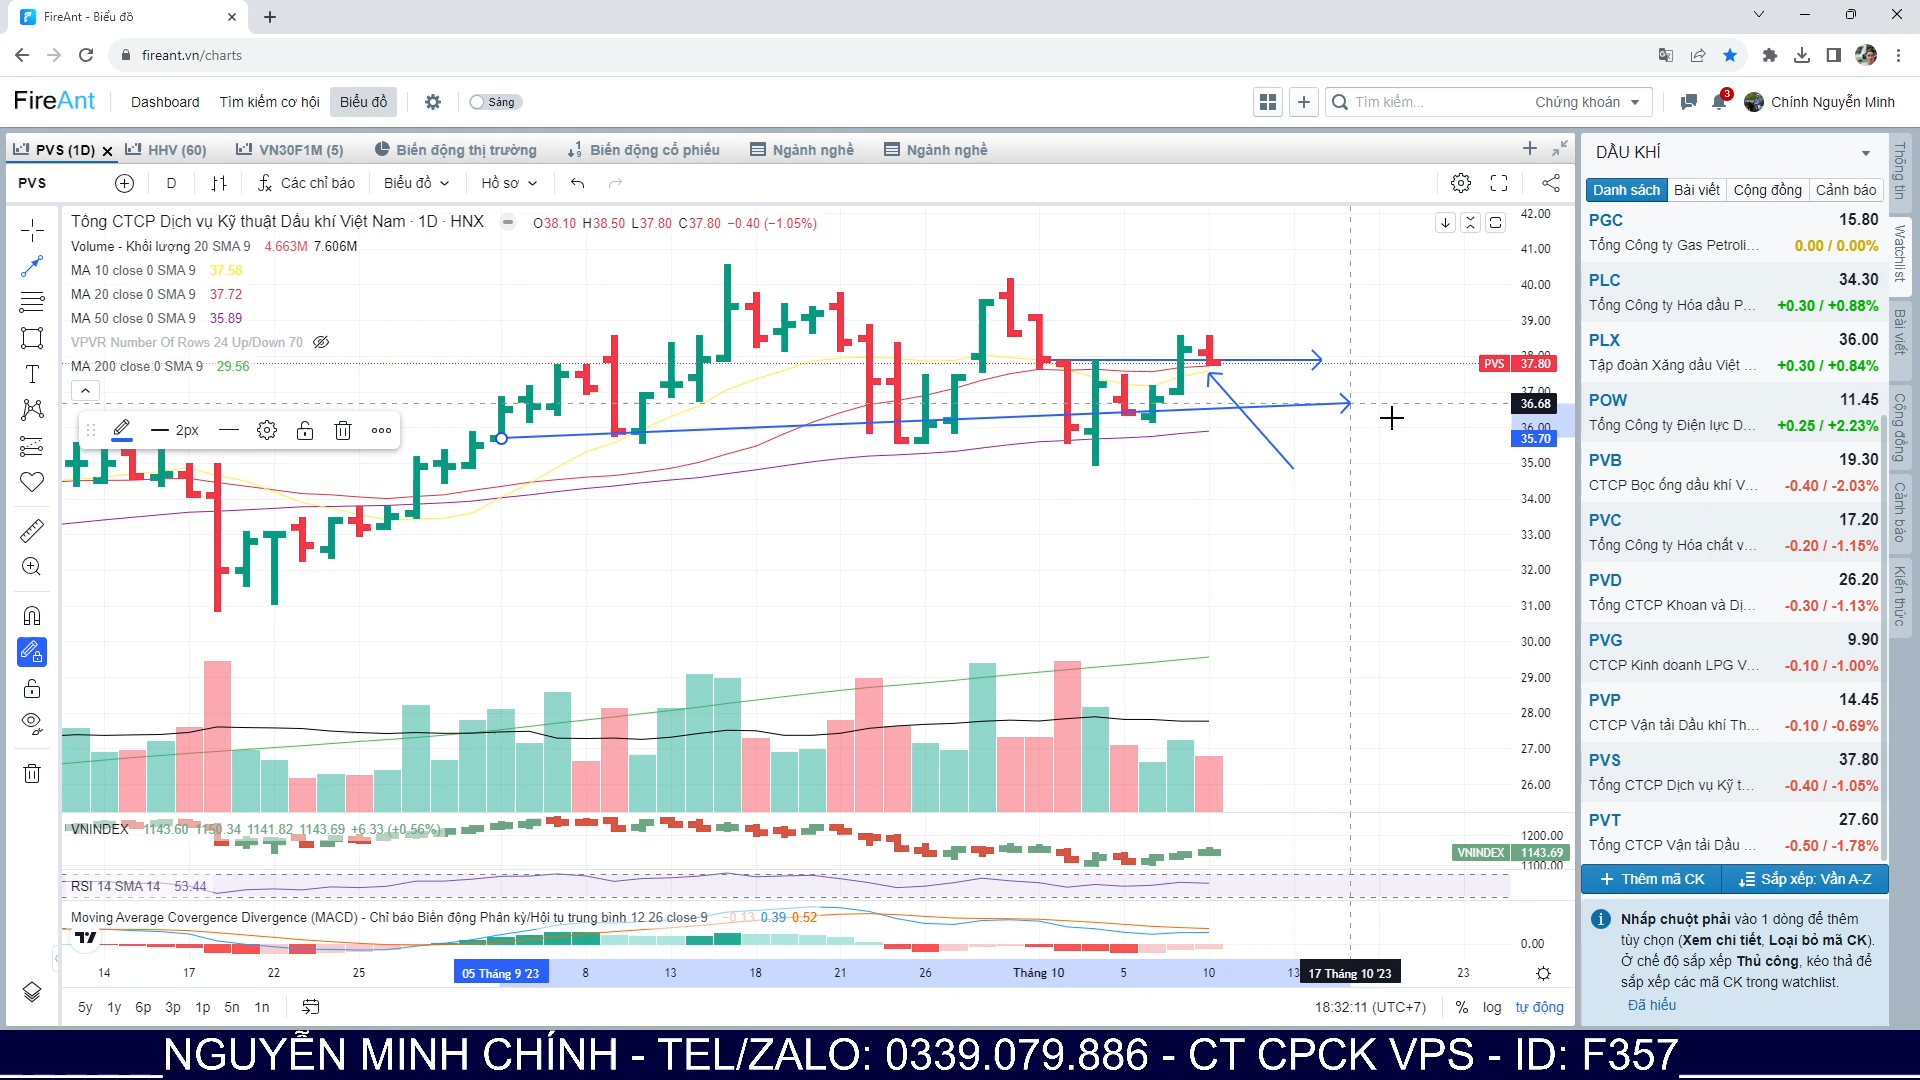 FireAnt - Biểu đồ
fireant.vn/charts
FireAnt
Dashboard
Tìm kiếm cơ hội
Biểu đồ
Sáng
Tìm kiếm...
Chứng khoán
3
Chính Nguyễn Minh
PVS (1D)
HHV (60)
VN30F1M (5)
Biến động thị trường
Biến động cổ phiếu
Ngành nghề
Ngành nghề
PVS
D
Các chỉ báo
Biểu đồ
Hồ sơ
Tổng CTCP Dịch vụ Kỹ thuật Dầu khí Việt Nam · 1D · HNX
O38.10 H38.50 L37.80 C37.80 −0.40 (−1.05%)
Volume - Khối lượng 20 SMA 9 4.663M 7.606M
MA 10 close 0 SMA 9 37.58
MA 20 close 0 SMA 9 37.72
MA 50 close 0 SMA 9 35.89
VPVR Number Of Rows 24 Up/Down 70
MA 200 close 0 SMA 9 29.56
2px
42.00
41.00
40.00
39.00
38.00
PVS 37.80
37.00
36.68
36.00
35.70
35.00
34.00
33.00
32.00
31.00
30.00
29.00
28.00
27.00
26.00
VNINDEX 1143.60 1150.34 1141.82 1143.69 +6.33 (+0.56%)
1200.00
VNINDEX 1143.69
1100.00
RSI 14 SMA 14 53.44
Moving Average Covergence Divergence (MACD) - Chỉ báo Biến động Phân kỳ/Hội tụ trung bình 12 26 close 9 −0.13 0.39 0.52
0.00
14 17 22 25 05 Tháng 9 '23 8 13 18 21 26 Tháng 10 5 10 13 17 Tháng 10 '23 23
5y 1y 6p 3p 1p 5n 1n
18:32:11 (UTC+7)
% log tự động
DẦU KHÍ
Danh sách
Bài viết
Cộng đồng
Cảnh báo
PGC 15.80
Tổng Công ty Gas Petroli... 0.00 / 0.00%
PLC 34.30
Tổng Công ty Hóa dầu P... +0.30 / +0.88%
PLX 36.00
Tập đoàn Xăng dầu Việt ... +0.30 / +0.84%
POW 11.45
Tổng Công ty Điện lực D... +0.25 / +2.23%
PVB 19.30
CTCP Bọc ống dầu khí V... -0.40 / -2.03%
PVC 17.20
Tổng Công ty Hóa chất v... -0.20 / -1.15%
PVD 26.20
Tổng CTCP Khoan và Dị... -0.30 / -1.13%
PVG 9.90
CTCP Kinh doanh LPG V... -0.10 / -1.00%
PVP 14.45
CTCP Vận tải Dầu khí Th... -0.10 / -0.69%
PVS 37.80
Tổng CTCP Dịch vụ Kỹ t... -0.40 / -1.05%
PVT 27.60
Tổng CTCP Vận tải Dầu ... -0.50 / -1.78%
Thêm mã CK
Sắp xếp: Vần A-Z
Nhấp chuột phải vào 1 dòng để thêm
tùy chọn (Xem chi tiết, Loại bỏ mã CK).
Ở chế độ sắp xếp Thủ công, kéo thả để
sắp xếp các mã CK trong watchlist.
Đã hiểu
Thông tin
Watchlist
Bài viết
Cộng đồng
Cảnh báo
Kiến thức
NGUYỄN MINH CHÍNH - TEL/ZALO: 0339.079.886 - CT CPCK VPS - ID: F357